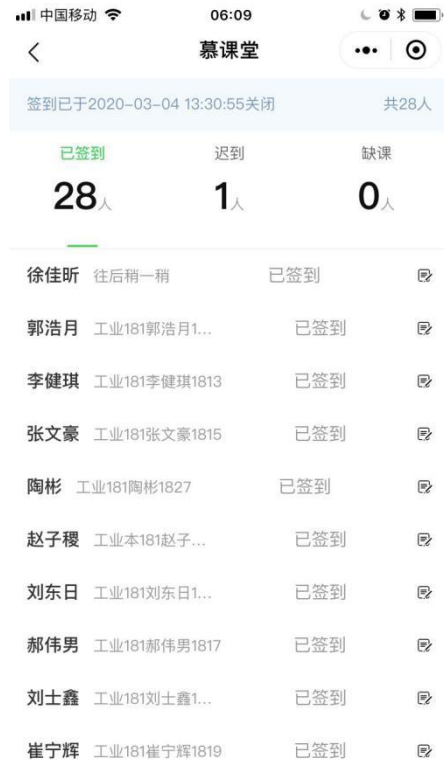 中国移动 06:09
慕课堂
签到已于2020-03-04 13:30:55关闭 共28人
已签到 迟到 缺课
28人 1人 0人
徐佳昕 往后稍一稍 已签到
郭浩月 工业181郭浩月1... 已签到
李健琪 工业181李健琪1813 已签到
张文豪 工业181张文豪1815 已签到
陶彬 工业181陶彬1827 已签到
赵子稷 工业本181赵子... 已签到
刘东日 工业181刘东日1... 已签到
郝伟男 工业181郝伟男1817 已签到
刘士鑫 工业181刘士鑫1... 已签到
崔宁辉 工业181崔宁辉1819 已签到